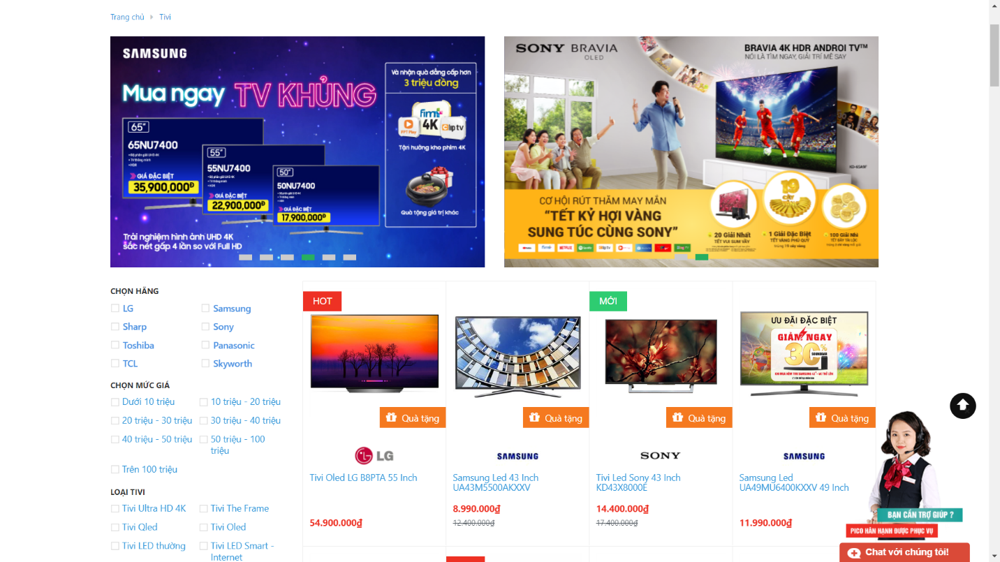 Trang chủ
Tivi
SAMSUNG
Mua ngay TV KHỦNG
Và nhận quà đẳng cấp hơn
3 triệu đồng
fim+
4K
FPT Play
Clip tv
Tận hưởng kho phim 4K
Quà tặng giá trị khác
65"
65NU7400
GIÁ ĐẶC BIỆT
35,900,000Đ
55"
55NU7400
GIÁ ĐẶC BIỆT
22,900,000Đ
50"
50NU7400
GIÁ ĐẶC BIỆT
17,900,000Đ
Trải nghiệm hình ảnh UHD 4K
sắc nét gấp 4 lần so với Full HD
SONY BRAVIA
OLED
BRAVIA 4K HDR ANDROI TV™
NÓI LÀ TÌM NGAY, GIẢI TRÍ MÊ SAY
CƠ HỘI RÚT THĂM MAY MẮN
“TẾT KỶ HỢI VÀNG
SUNG TÚC CÙNG SONY”
20 Giải Nhất
TẾT VUI SUM VẦY
1 Giải Đặc Biệt
TẾT VÀNG PHÚ QUÝ
100 Giải Nhì
CHỌN HÃNG
LG
Samsung
Sharp
Sony
Toshiba
Panasonic
TCL
Skyworth
CHỌN MỨC GIÁ
Dưới 10 triệu
10 triệu - 20 triệu
20 triệu - 30 triệu
30 triệu - 40 triệu
40 triệu - 50 triệu
50 triệu - 100
triệu
Trên 100 triệu
LOẠI TIVI
Tivi Ultra HD 4K
Tivi The Frame
Tivi Qled
Tivi Oled
Tivi LED thường
Tivi LED Smart -
Internet
HOT
Quà tặng
LG
Tivi Oled LG B8PTA 55 Inch
54.900.000₫
Quà tặng
SAMSUNG
Samsung Led 43 Inch
UA43M5500AKXXV
8.990.000₫
12.400.000₫
MỚI
Quà tặng
SONY
Tivi Led Sony 43 Inch
KD43X8000E
14.400.000₫
17.400.000₫
ƯU ĐÃI ĐẶC BIỆT
GIẢM NGAY
30%
SOUNDBAR
Quà tặng
SAMSUNG
Samsung Led
UA49MU6400KXXV 49 Inch
11.990.000₫
BẠN CẦN TRỢ GIÚP ?
PICO HÂN HẠNH ĐƯỢC PHỤC VỤ
Chat với chúng tôi!